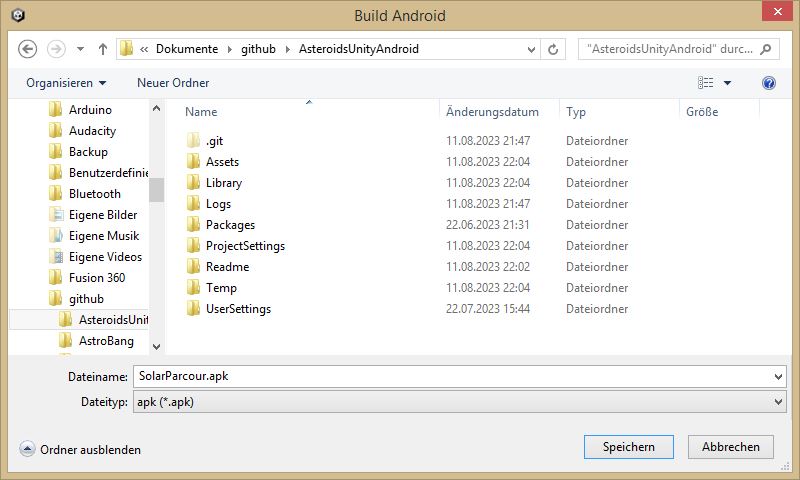 Build Android
« Dokumente github AsteroidsUnityAndroid
"AsteroidsUnityAndroid" durc...
Organisieren Neuer Ordner
Name Änderungsdatum Typ Größe
Arduino
Audacity
Backup
Benutzerdefinie
Bluetooth
Eigene Bilder
Eigene Musik
Eigene Videos
Fusion 360
github
AsteroidsUnit
AstroBang
.git 11.08.2023 21:47 Dateiordner
Assets 11.08.2023 22:04 Dateiordner
Library 11.08.2023 22:04 Dateiordner
Logs 11.08.2023 21:47 Dateiordner
Packages 22.06.2023 21:31 Dateiordner
ProjectSettings 11.08.2023 22:04 Dateiordner
Readme 11.08.2023 22:02 Dateiordner
Temp 11.08.2023 22:04 Dateiordner
UserSettings 22.07.2023 15:44 Dateiordner
Dateiname: SolarParcour.apk
Dateityp: apk (*.apk)
Ordner ausblenden Speichern Abbrechen